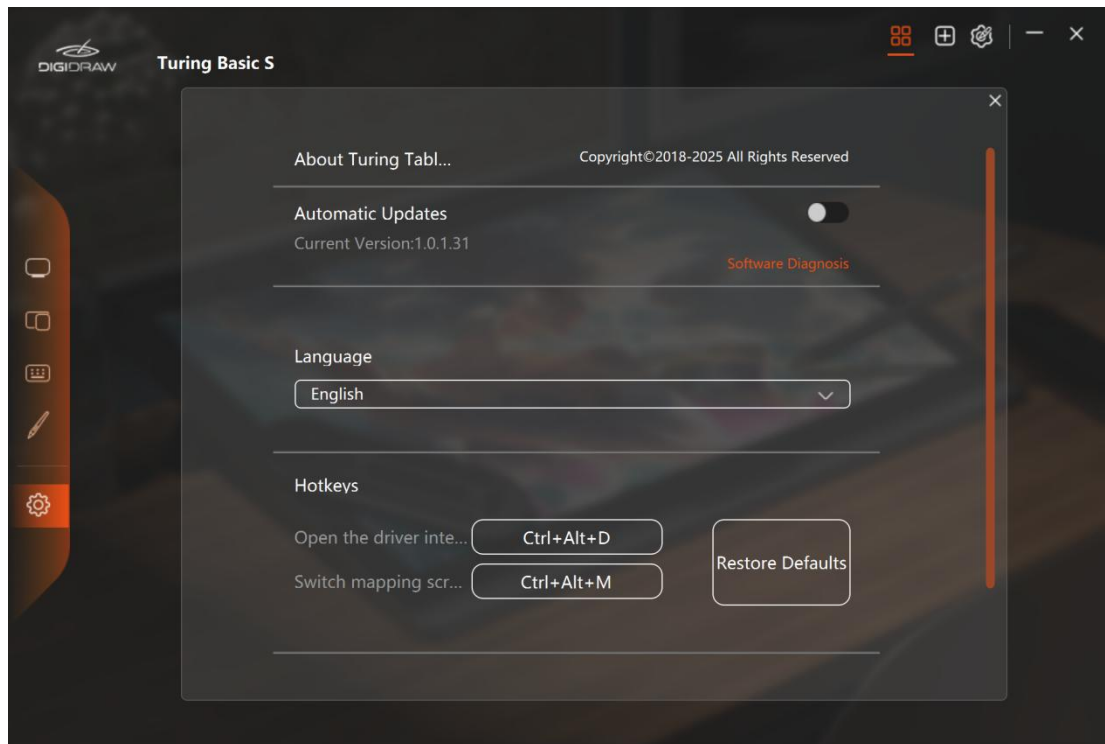 DIGIDRAW
Turing Basic S
About Turing Tabl...
Copyright©2018-2025 All Rights Reserved
Automatic Updates
Current Version:1.0.1.31
Software Diagnosis
Language
English
Hotkeys
Open the driver inte...
Ctrl+Alt+D
Switch mapping scr...
Ctrl+Alt+M
Restore Defaults